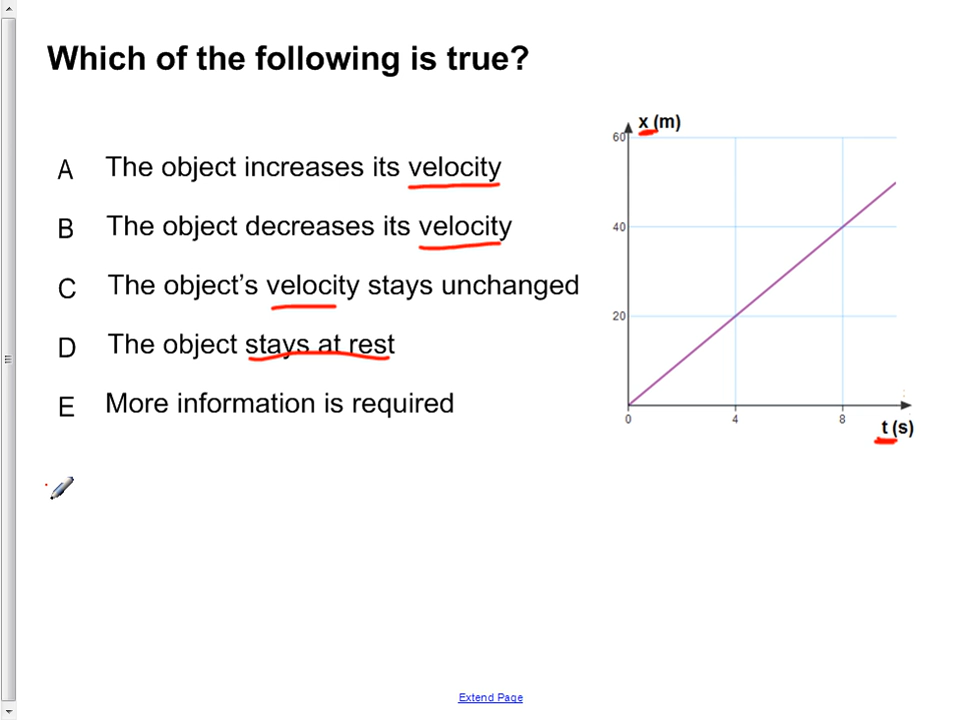 Which of the following is true?
A The object increases its velocity
B The object decreases its velocity
C The object’s velocity stays unchanged
D The object stays at rest
E More information is required
x (m)
60
40
20
0 4 8
t (s)
Extend Page